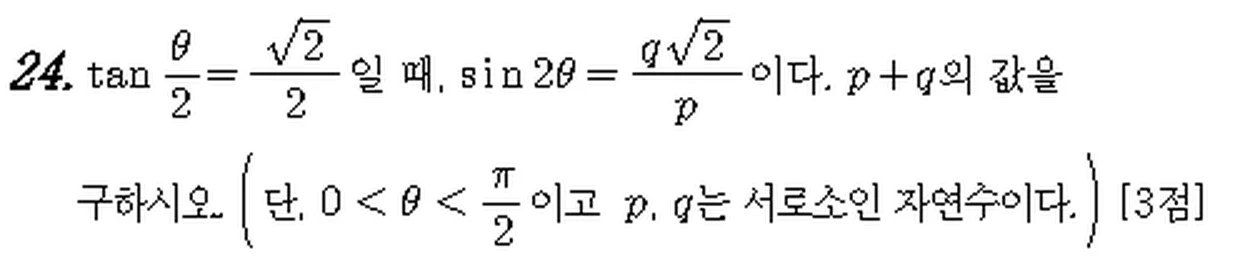 24. tan θ/2 = √2/2 일 때, sin 2θ = q√2/p 이다. p+q의 값을
구하시오. (단, 0 < θ < π/2 이고 p, q는 서로소인 자연수이다.) [3점]